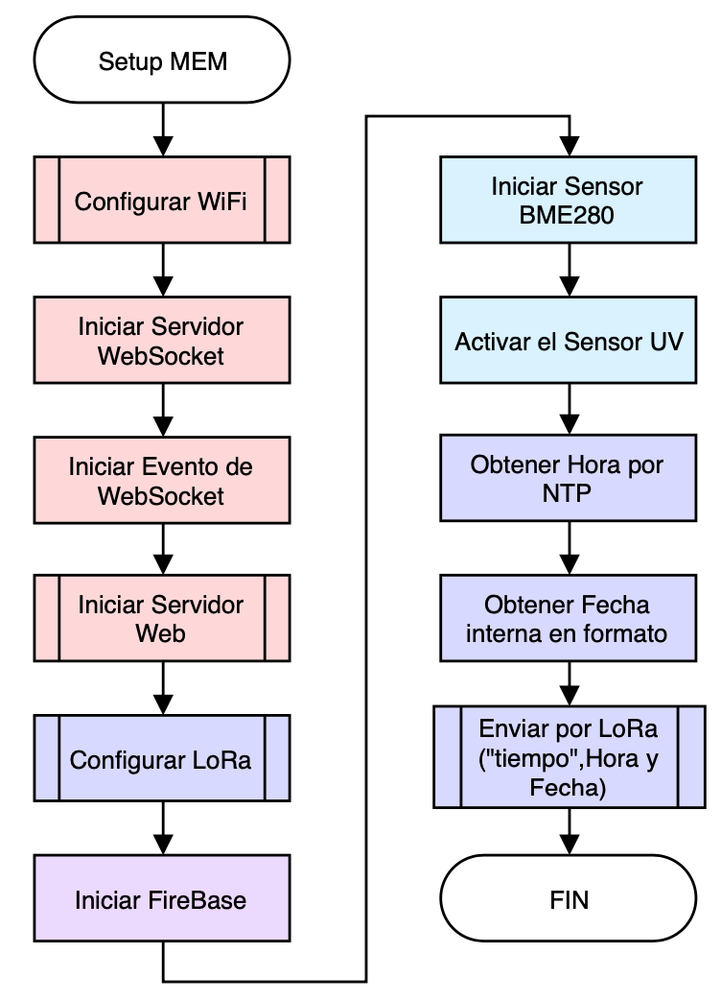 Setup MEM
Configurar WiFi
Iniciar Servidor
WebSocket
Iniciar Evento de
WebSocket
Iniciar Servidor
Web
Configurar LoRa
Iniciar FireBase
Iniciar Sensor
BME280
Activar el Sensor UV
Obtener Hora por
NTP
Obtener Fecha
interna en formato
Enviar por LoRa
("tiempo",Hora y
Fecha)
FIN